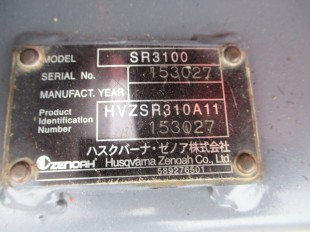 MODEL SR3100
SERIAL No. 153027
MANUFACT. YEAR
Product Identification Number HVZSR310A11
153027
ハスクバーナ・ゼノア株式会社
ZENOAH Husqvarna Zenoah Co., Ltd.
589276501